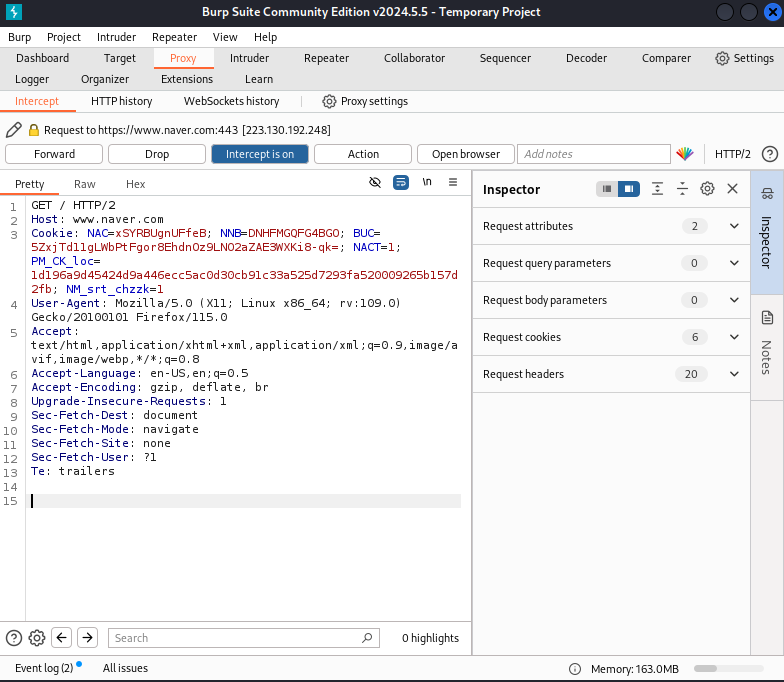 Burp Suite Community Edition v2024.5.5 - Temporary Project
Burp Project Intruder Repeater View Help
Dashboard Target Proxy Intruder Repeater Collaborator Sequencer Decoder Comparer Settings
Logger Organizer Extensions Learn
Intercept HTTP history WebSockets history Proxy settings
Request to https://www.naver.com:443 [223.130.192.248]
Forward Drop Intercept is on Action Open browser Add notes HTTP/2 ?
Pretty Raw Hex \n
1 GET / HTTP/2
2 Host: www.naver.com
3 Cookie: NAC=xSYRBUgnUFfeB; NNB=DNHFMGQFG4BGO; BUC=
5ZxjTd11gLWbPtFgor8EhdnOz9LNO2aZAE3WXKi8-qk=; NACT=1;
PM_CK_loc=
1d196a9d45424d9a446ecc5ac0d30cb91c33a525d7293fa520009265b157d
2fb; NM_srt_chzzk=1
4 User-Agent: Mozilla/5.0 (X11; Linux x86_64; rv:109.0)
Gecko/20100101 Firefox/115.0
5 Accept:
text/html,application/xhtml+xml,application/xml;q=0.9,image/a
vif,image/webp,*/*;q=0.8
6 Accept-Language: en-US,en;q=0.5
7 Accept-Encoding: gzip, deflate, br
8 Upgrade-Insecure-Requests: 1
9 Sec-Fetch-Dest: document
10 Sec-Fetch-Mode: navigate
11 Sec-Fetch-Site: none
12 Sec-Fetch-User: ?1
13 Te: trailers
14
15
Inspector
Request attributes 2
Request query parameters 0
Request body parameters 0
Request cookies 6
Request headers 20
Inspector
Notes
? Search 0 highlights
Event log (2) All issues Memory: 163.0MB